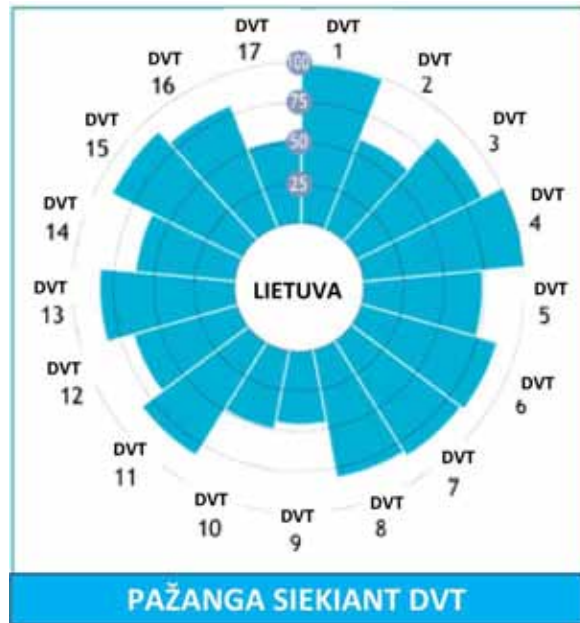 DVT
1
DVT
2
DVT
3
DVT
4
DVT
5
DVT
6
DVT
7
DVT
8
DVT
9
DVT
10
DVT
11
DVT
12
DVT
13
DVT
14
DVT
15
DVT
16
DVT
17
100
75
50
25
LIETUVA
PAŽANGA SIEKIANT DVT